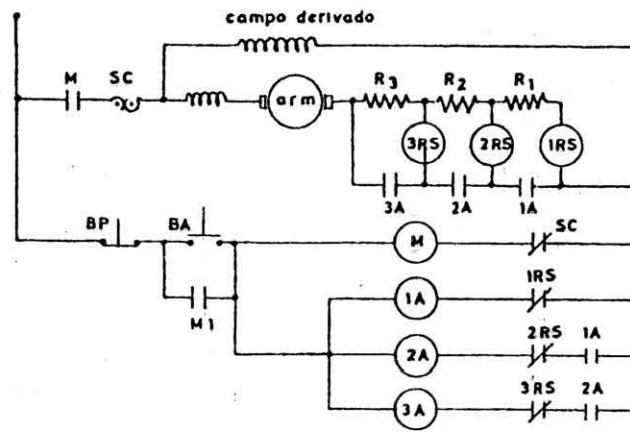 campo derivado
M SC
R3 R2 R1
arm
3RS 2RS 1RS
3A 2A 1A
BP BA M SC
M1
1A 1RS
2A 2RS 1A
3A 3RS 2A